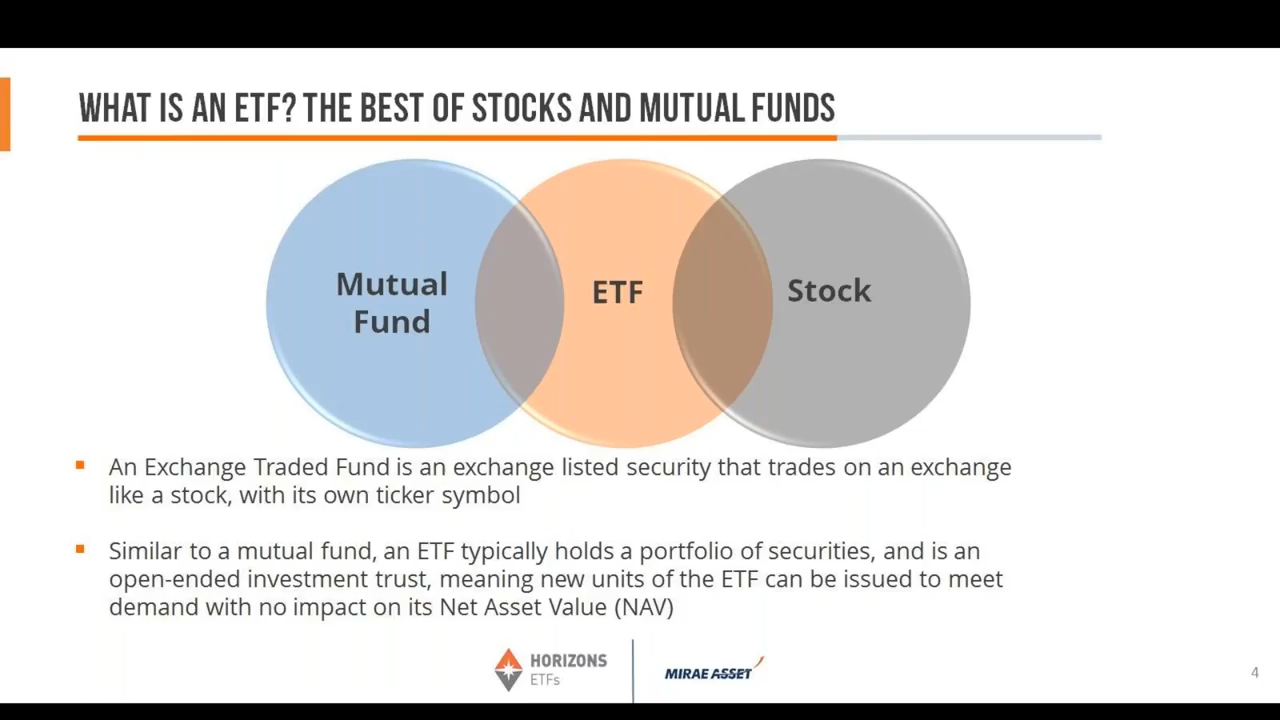 WHAT IS AN ETF? THE BEST OF STOCKS AND MUTUAL FUNDS
Mutual
Fund
ETF
Stock
An Exchange Traded Fund is an exchange listed security that trades on an exchange
like a stock, with its own ticker symbol
Similar to a mutual fund, an ETF typically holds a portfolio of securities, and is an
open-ended investment trust, meaning new units of the ETF can be issued to meet
demand with no impact on its Net Asset Value (NAV)
HORIZONS
ETFs
MIRAE ASSET
4